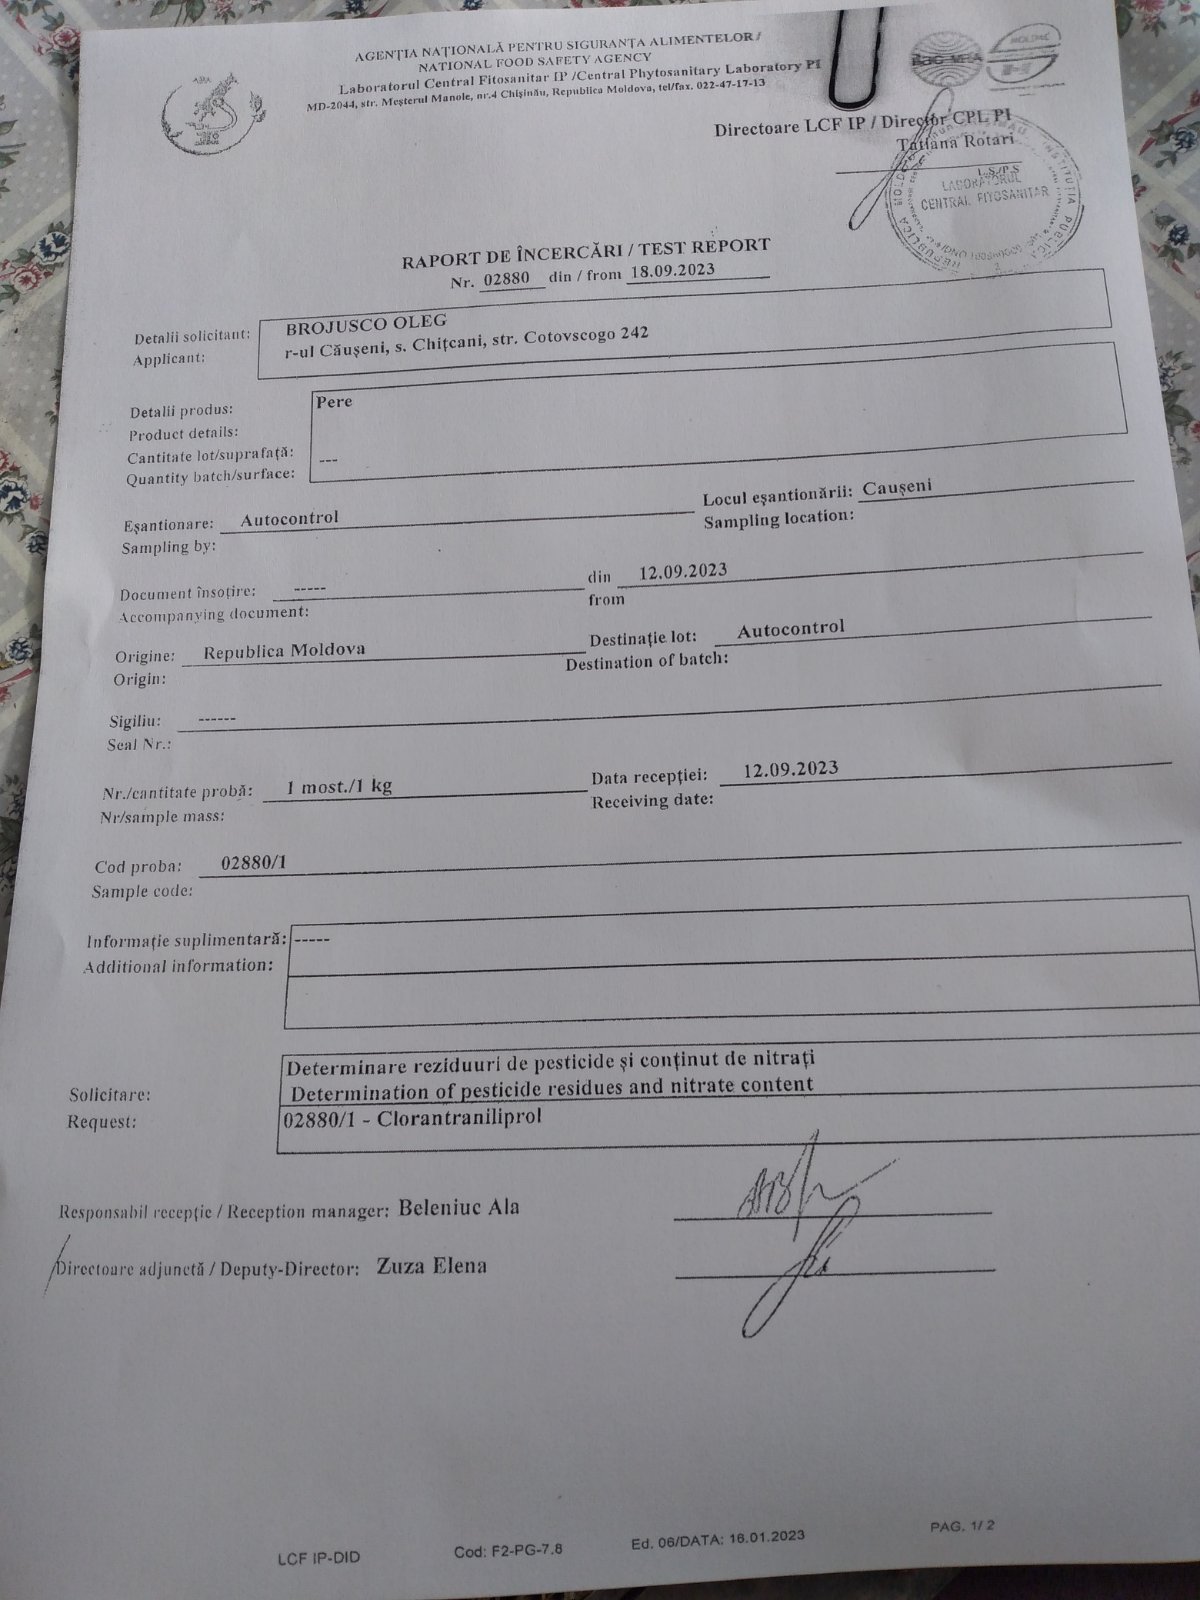 AGENȚIA NAȚIONALĂ PENTRU SIGURANȚA ALIMENTELOR /
NATIONAL FOOD SAFETY AGENCY
Laboratorul Central Fitosanitar IP /Central Phytosanitary Laboratory PI
MD-2044, str. Meșterul Manole, nr.4 Chișinău, Republica Moldova, tel/fax. 022-47-17-13
Directoare LCF IP / Director CPL PI
Tatiana Rotari
L.S./P.S
LABORATORUL
CENTRAL FITOSANITAR
RAPORT DE ÎNCERCĂRI / TEST REPORT
Nr. 02880 din / from 18.09.2023
Detalii solicitant: BROJUSCO OLEG
Applicant: r-ul Căușeni, s. Chițcani, str. Cotovscogo 242
Detalii produs: Pere
Product details:
Cantitate lot/suprafață: ---
Quantity batch/surface:
Eșantionare: Autocontrol Locul eșantionării: Caușeni
Sampling by: Sampling location:
Document însoțire: ----- din 12.09.2023
Accompanying document: from
Origine: Republica Moldova Destinație lot: Autocontrol
Origin: Destination of batch:
Sigiliu: ------
Seal Nr.:
Nr./cantitate probă: 1 most./1 kg Data recepției: 12.09.2023
Nr/sample mass: Receiving date:
Cod proba: 02880/1
Sample code:
Informație suplimentară: -----
Additional information:
Determinare reziduuri de pesticide și conținut de nitrați
Solicitare: Determination of pesticide residues and nitrate content
Request: 02880/1 - Clorantraniliprol
Responsabil recepție / Reception manager: Beleniuc Ala
Directoare adjunctă / Deputy-Director: Zuza Elena
LCF IP-DID Cod: F2-PG-7.8 Ed. 06/DATA: 16.01.2023 PAG. 1/ 2